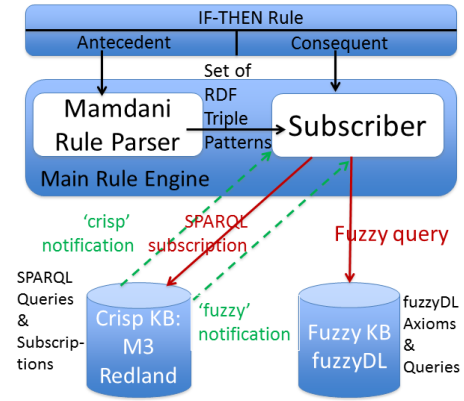 IF-THEN Rule
Antecedent
Consequent
Set of
RDF
Triple
Patterns
Mamdani
Rule Parser
Subscriber
Main Rule Engine
'crisp'
notification
SPARQL
subscription
Fuzzy query
SPARQL
Queries
&
Subscrip-
tions
Crisp KB:
M3
Redland
'fuzzy'
notification
Fuzzy KB
fuzzyDL
fuzzyDL
Axioms
&
Queries